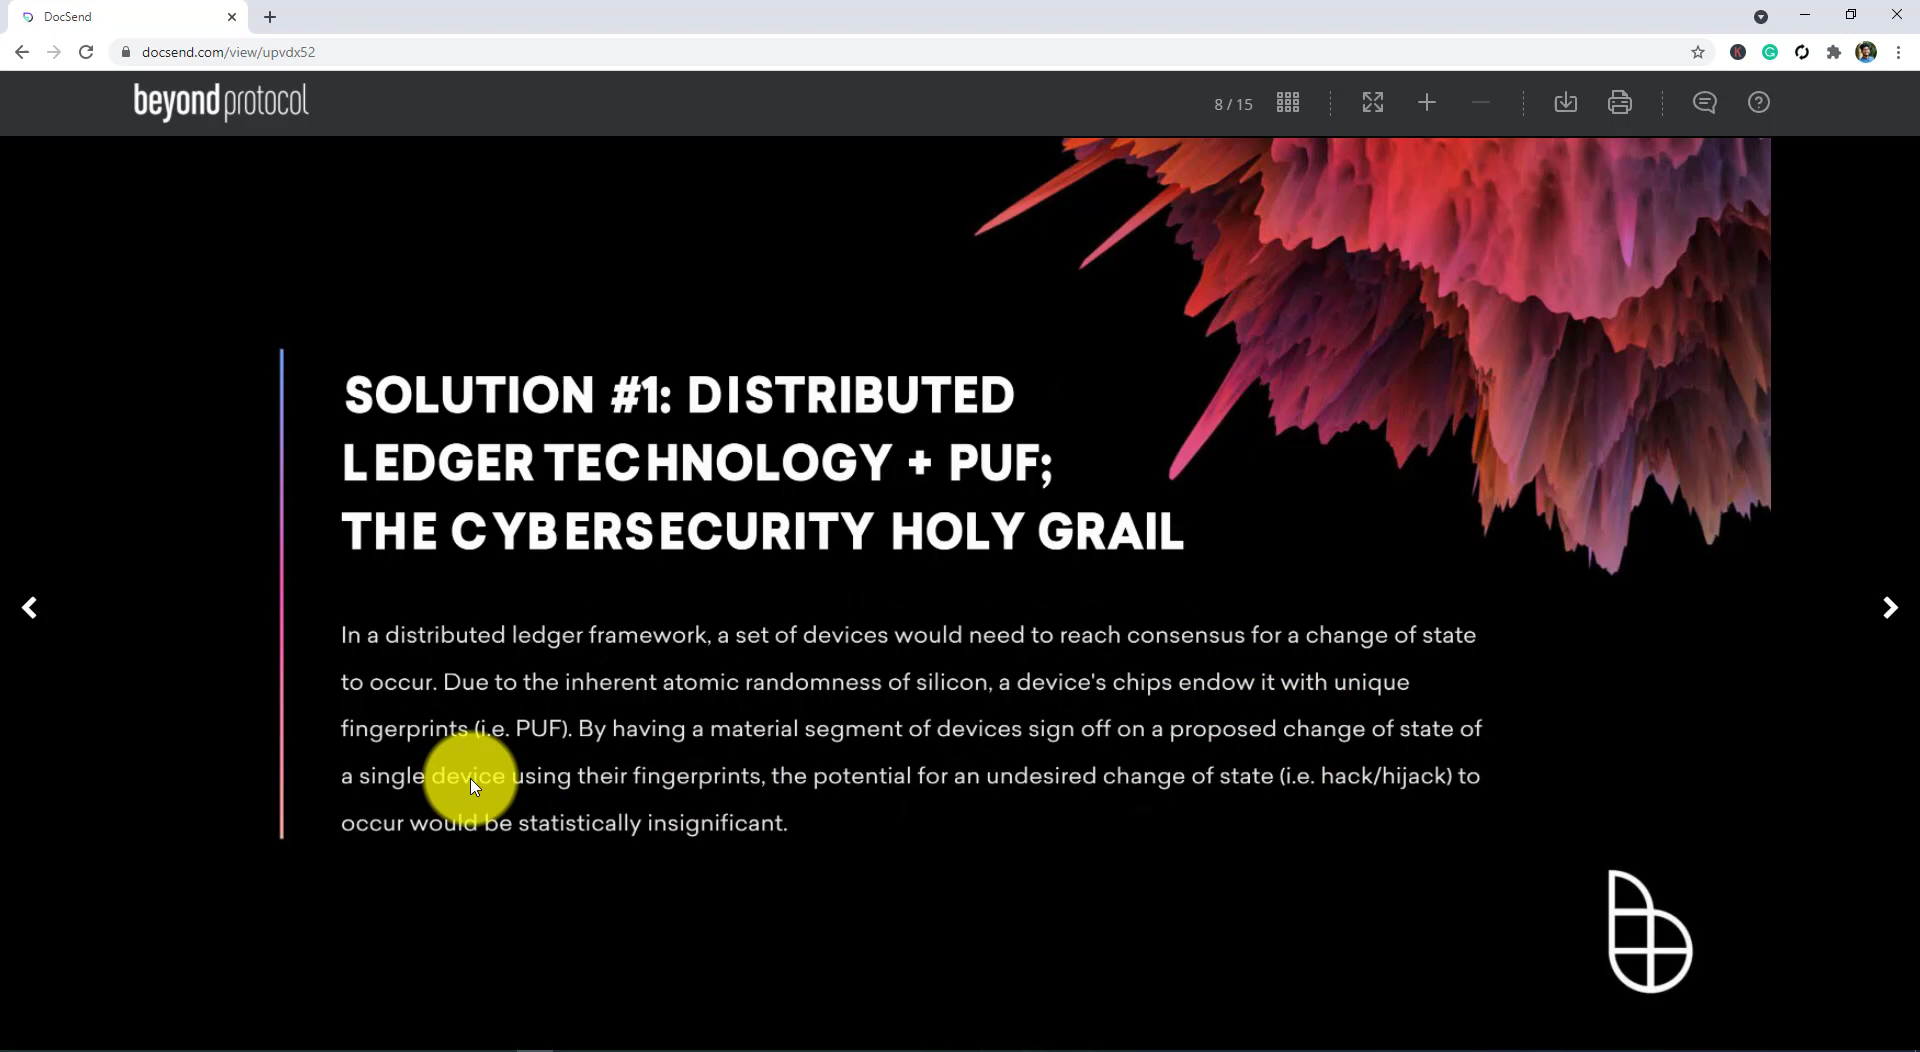 DocSend
docsend.com/view/upvdx52
beyond protocol
8 / 15
SOLUTION #1: DISTRIBUTED
LEDGER TECHNOLOGY + PUF;
THE CYBERSECURITY HOLY GRAIL
In a distributed ledger framework, a set of devices would need to reach consensus for a change of state
to occur. Due to the inherent atomic randomness of silicon, a device's chips endow it with unique
fingerprints (i.e. PUF). By having a material segment of devices sign off on a proposed change of state of
a single device using their fingerprints, the potential for an undesired change of state (i.e. hack/hijack) to
occur would be statistically insignificant.